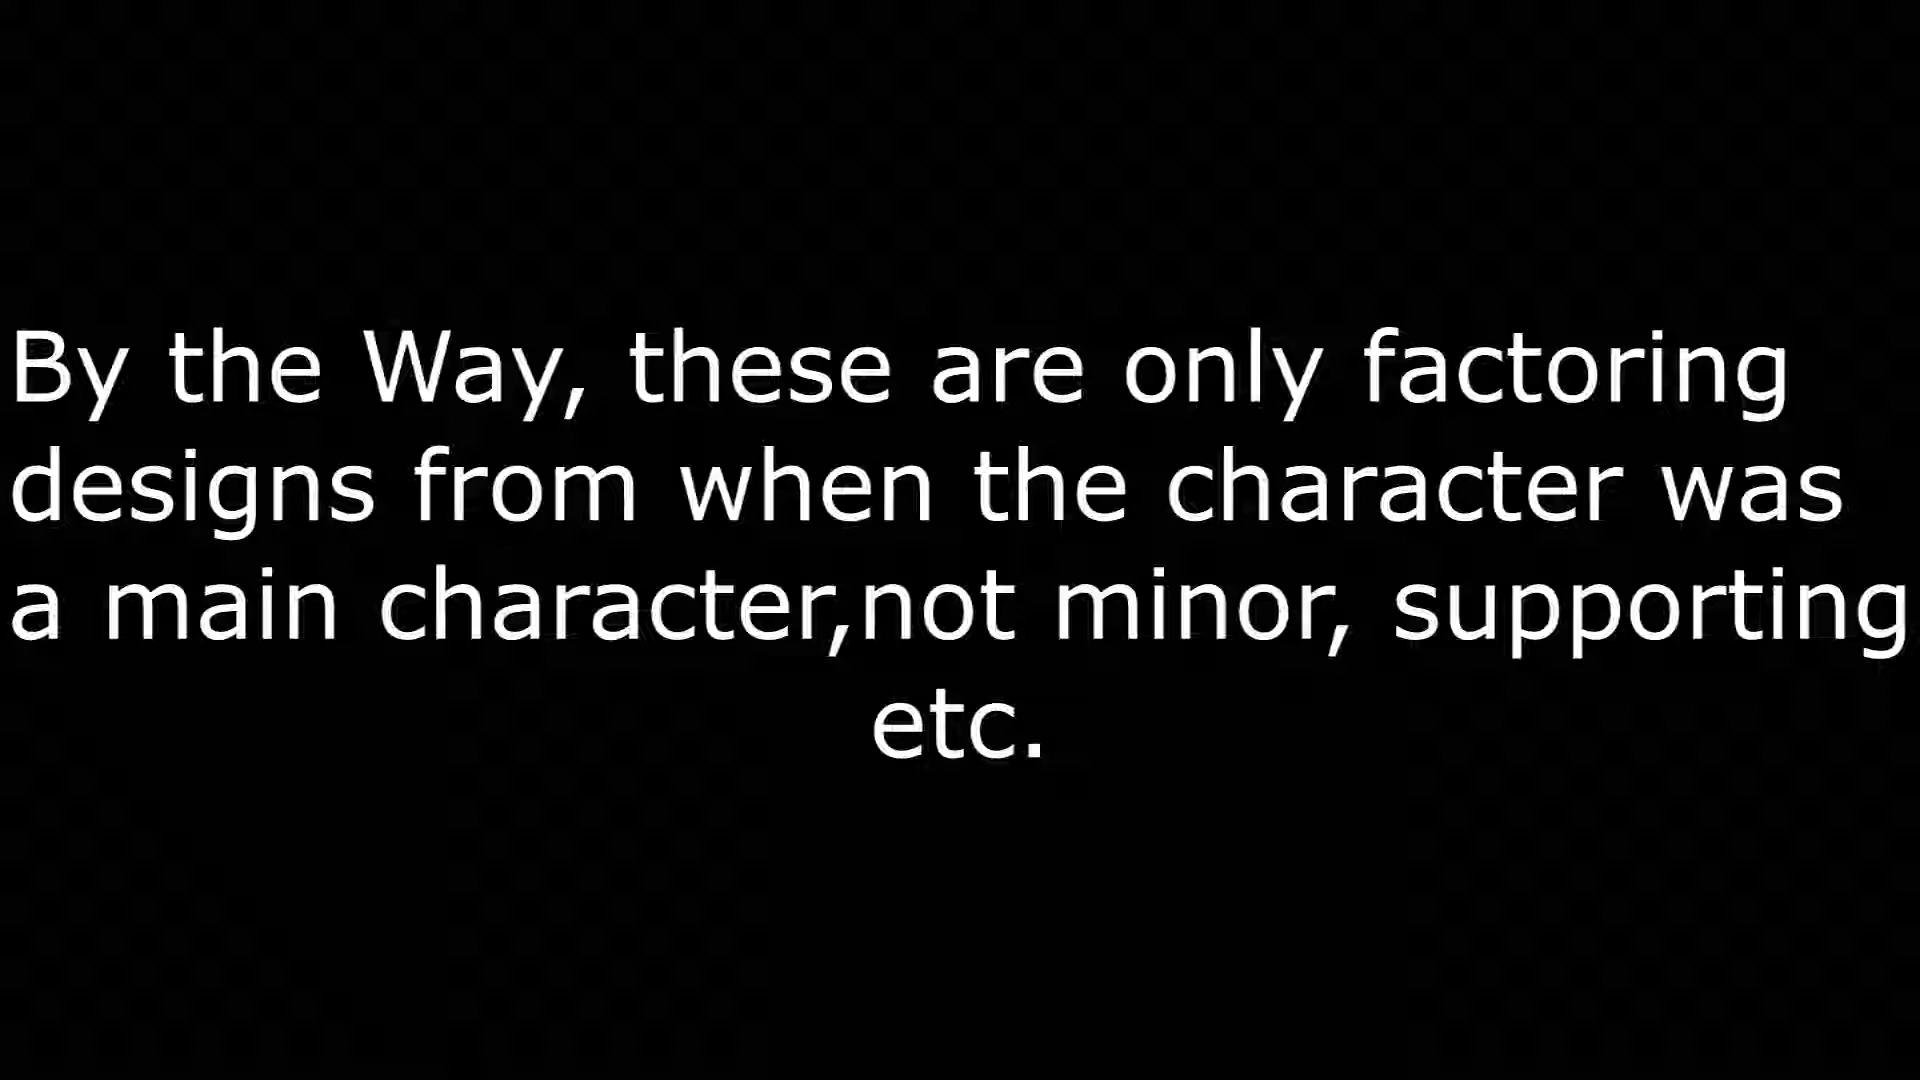 By the Way, these are only factoring
designs from when the character was
a main character,not minor, supporting
etc.